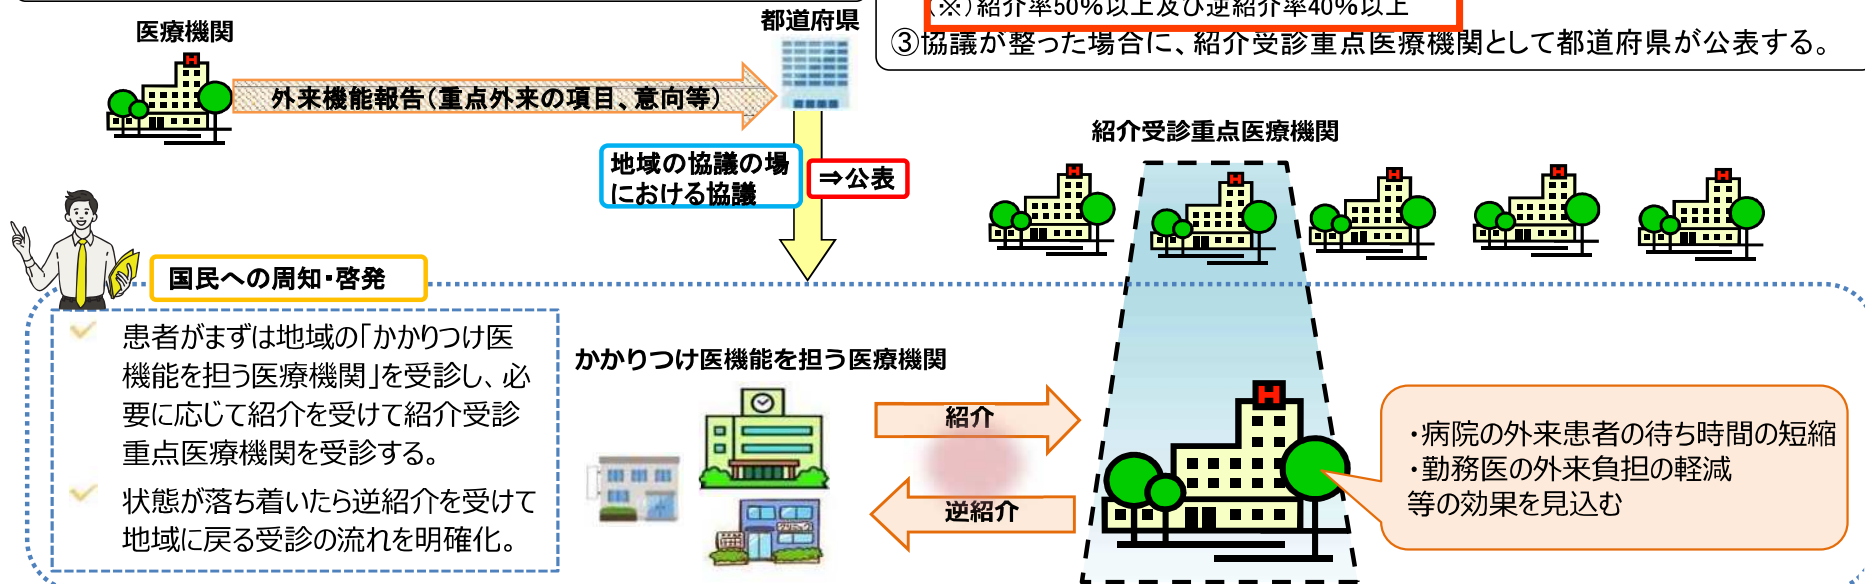 (※)紹介率50%以上及び逆紹介率40%以上
③協議が整った場合に、紹介受診重点医療機関として都道府県が公表する。
都道府県
医療機関
外来機能報告(重点外来の項目、意向等)
地域の協議の場
における協議
⇒公表
紹介受診重点医療機関
国民への周知・啓発
患者がまずは地域の「かかりつけ医
機能を担う医療機関」を受診し、必
要に応じて紹介を受けて紹介受診
重点医療機関を受診する。
状態が落ち着いたら逆紹介を受けて
地域に戻る受診の流れを明確化。
かかりつけ医機能を担う医療機関
クリニック
紹介
逆紹介
・病院の外来患者の待ち時間の短縮
・勤務医の外来負担の軽減
等の効果を見込む
H
H
H
H
H
H
H